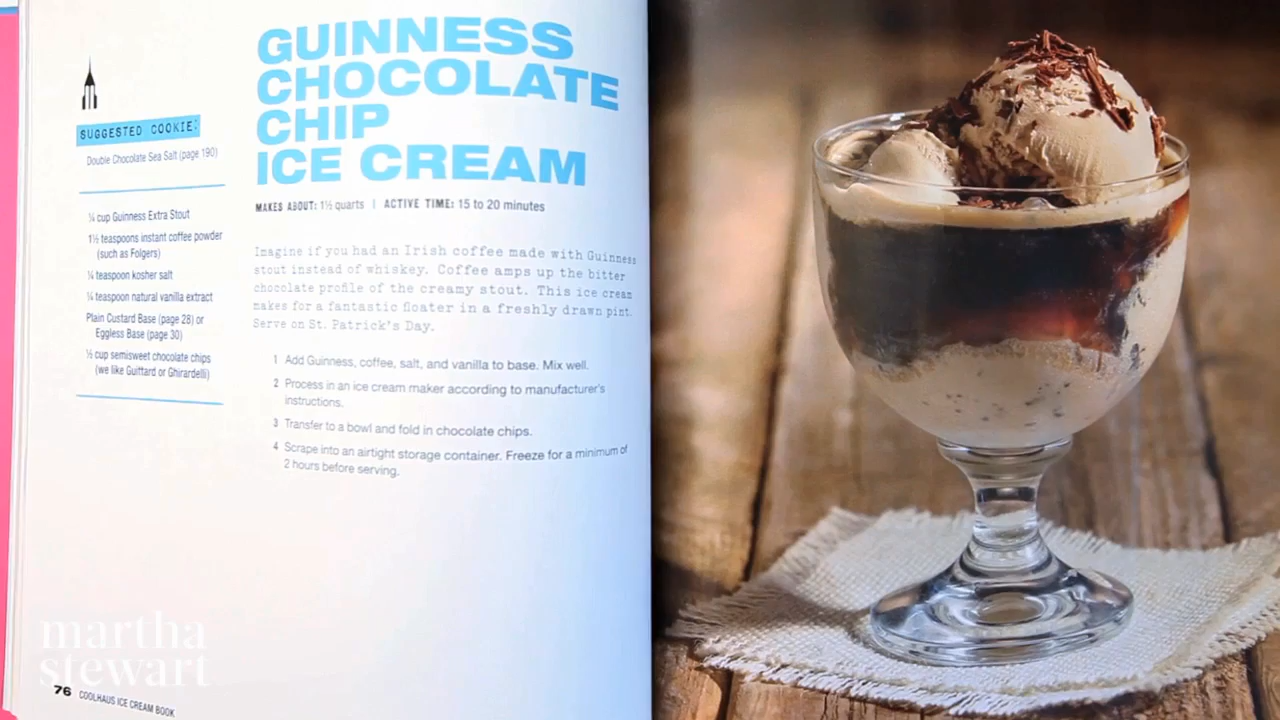 GUINNESS
CHOCOLATE
CHIP
ICE CREAM
MAKES ABOUT: 1½ quarts | ACTIVE TIME: 15 to 20 minutes
SUGGESTED COOKIE:
Double Chocolate Sea Salt (page 190)
¼ cup Guinness Extra Stout
1½ teaspoons instant coffee powder
(such as Folgers)
¼ teaspoon kosher salt
¼ teaspoon natural vanilla extract
Plain Custard Base (page 28) or
Eggless Base (page 30)
½ cup semisweet chocolate chips
(we like Guittard or Ghirardelli)
Imagine if you had an Irish coffee made with Guinness
stout instead of whiskey. Coffee amps up the bitter
chocolate profile of the creamy stout. This ice cream
makes for a fantastic floater in a freshly drawn pint.
Serve on St. Patrick's Day.
1 Add Guinness, coffee, salt, and vanilla to base. Mix well.
2 Process in an ice cream maker according to manufacturer's
instructions.
3 Transfer to a bowl and fold in chocolate chips.
4 Scrape into an airtight storage container. Freeze for a minimum of
2 hours before serving.
martha
stewart
76 COOLHAUS ICE CREAM BOOK